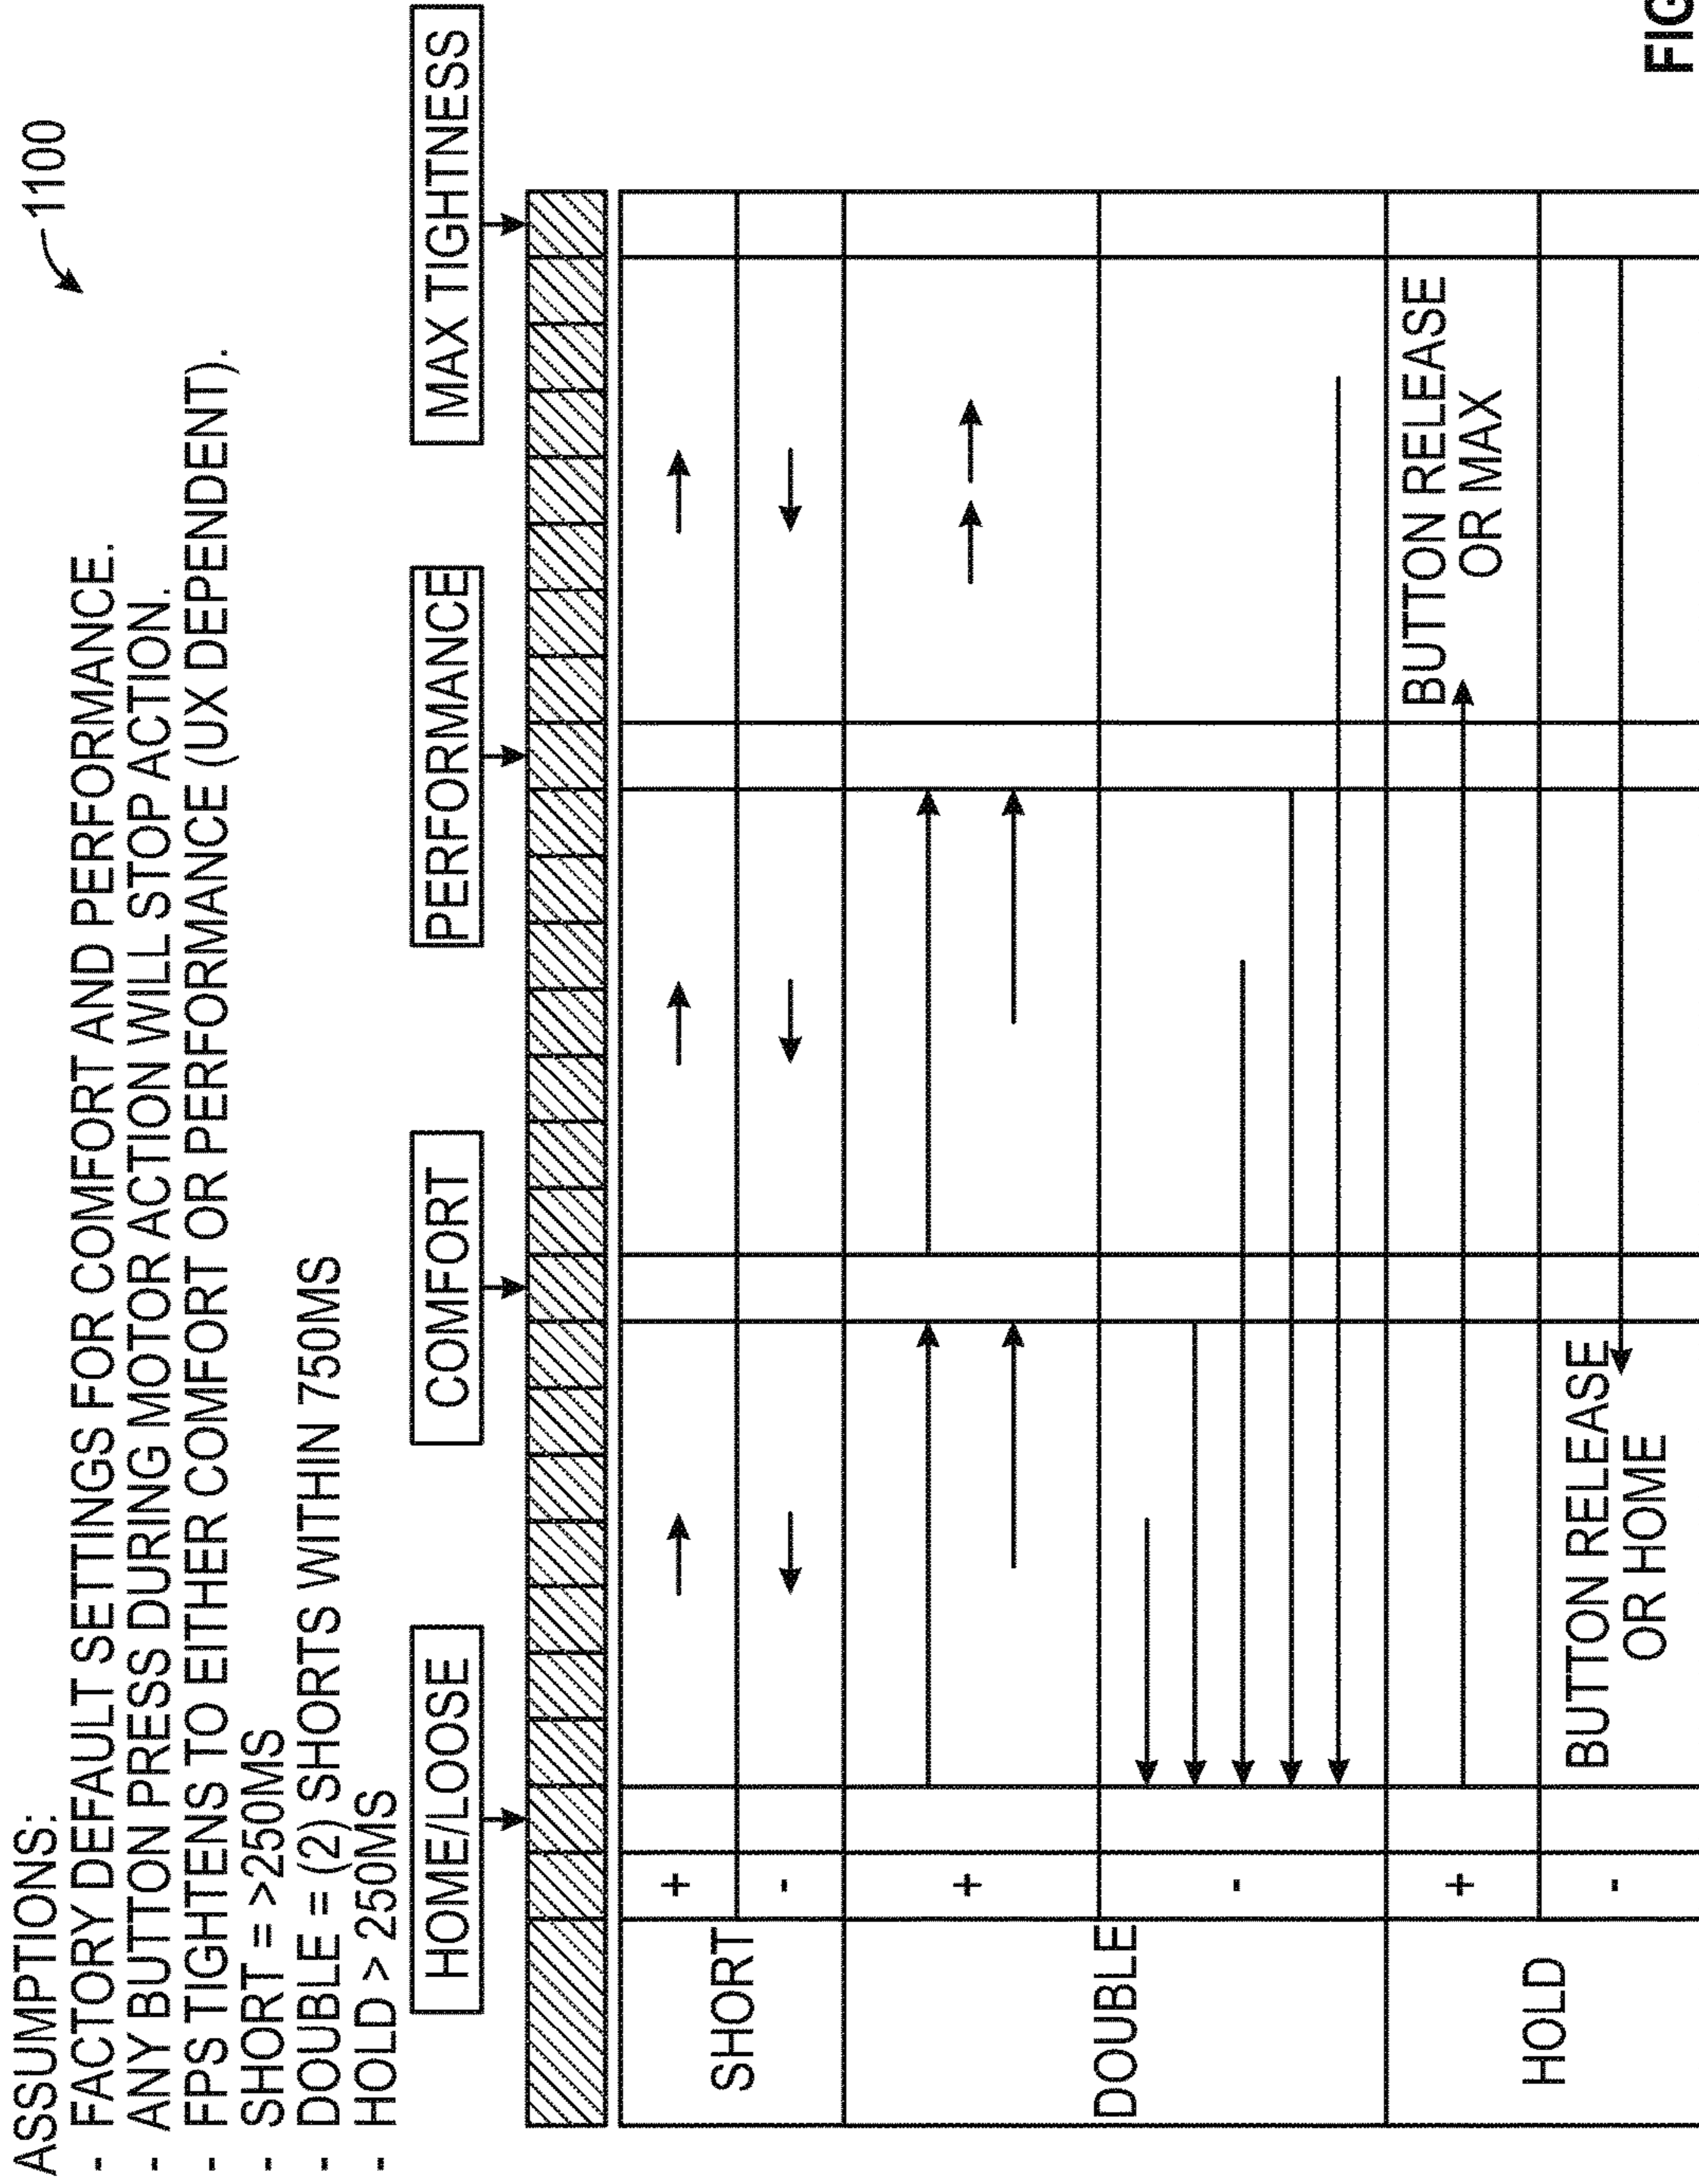 1100
ASSUMPTIONS:
- FACTORY DEFAULT SETTINGS FOR COMFORT AND PERFORMANCE.
- ANY BUTTON PRESS DURING MOTOR ACTION WILL STOP ACTION.
- FPS TIGHTENS TO EITHER COMFORT OR PERFORMANCE (UX DEPENDENT).
- SHORT = >250MS
- DOUBLE = (2) SHORTS WITHIN 750MS
- HOLD > 250MS
HOME/LOOSE
COMFORT
PERFORMANCE
MAX TIGHTNESS
SHORT
+
-
DOUBLE
+
-
HOLD
+
BUTTON RELEASE
OR MAX
-
BUTTON RELEASE
OR HOME
FIG